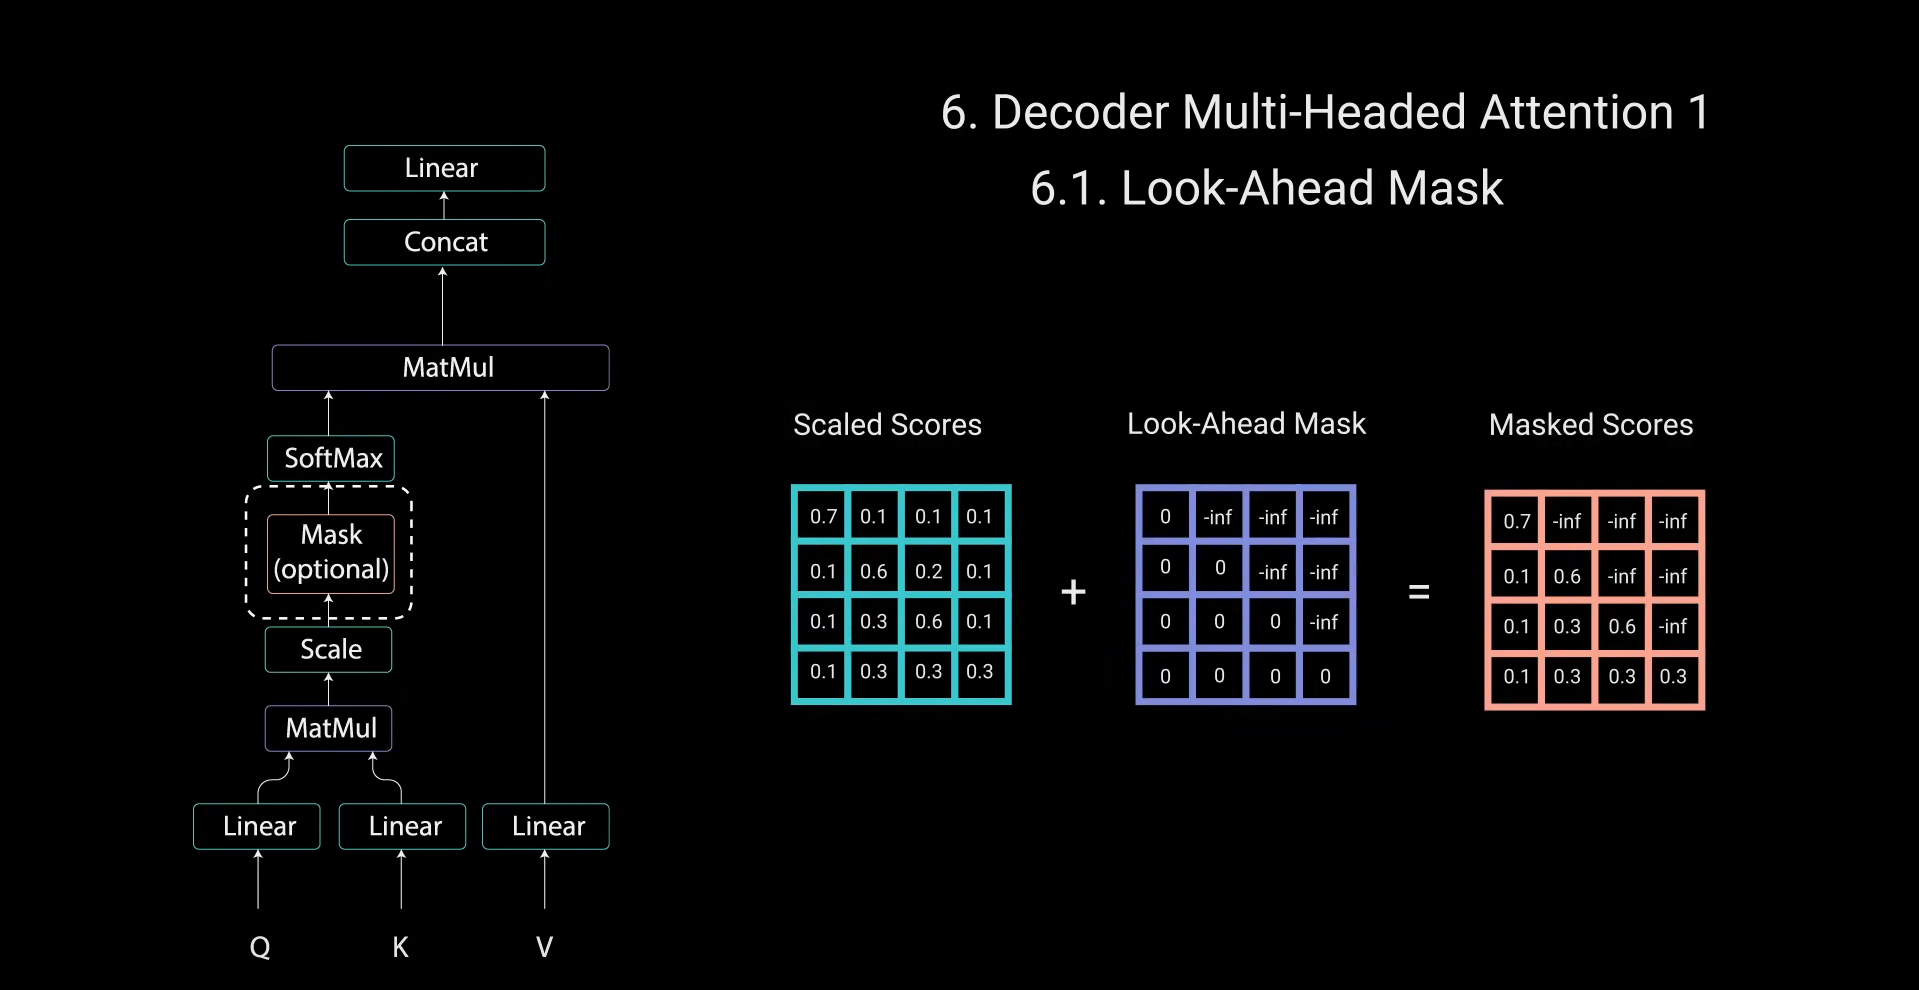 6. Decoder Multi-Headed Attention 1
6.1. Look-Ahead Mask
Linear
Concat
MatMul
SoftMax
Mask
(optional)
Scale
MatMul
Linear Linear Linear
Q K V
Scaled Scores
0.7 0.1 0.1 0.1
0.1 0.6 0.2 0.1
0.1 0.3 0.6 0.1
0.1 0.3 0.3 0.3
+
Look-Ahead Mask
0 -inf -inf -inf
0 0 -inf -inf
0 0 0 -inf
0 0 0 0
=
Masked Scores
0.7 -inf -inf -inf
0.1 0.6 -inf -inf
0.1 0.3 0.6 -inf
0.1 0.3 0.3 0.3